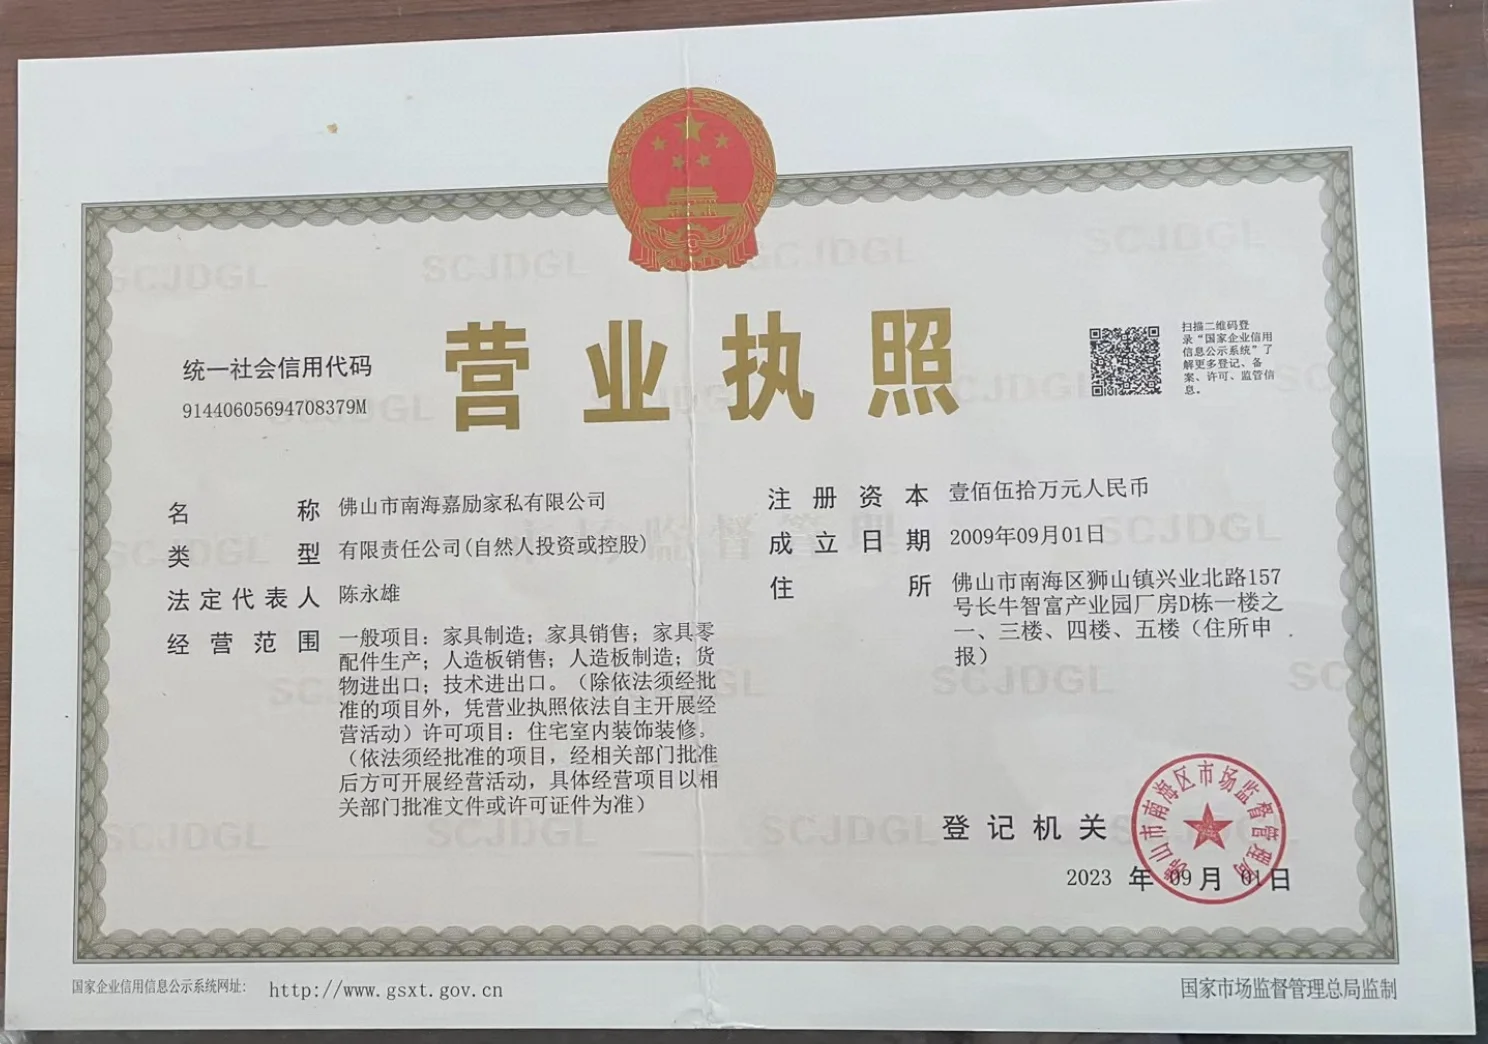 营业执照
统一社会信用代码
91440605694708379M
扫描二维码登
录“国家企业信用
信息公示系统”了
解更多登记、备
案、许可、监管信
息。
名称 佛山市南海嘉励家私有限公司
类型 有限责任公司(自然人投资或控股)
法定代表人 陈永雄
经营范围 一般项目：家具制造；家具销售；家具零
配件生产；人造板销售；人造板制造；货
物进出口；技术进出口。（除依法须经批
准的项目外，凭营业执照依法自主开展经
营活动）许可项目：住宅室内装饰装修。
（依法须经批准的项目，经相关部门批准
后方可开展经营活动，具体经营项目以相
关部门批准文件或许可证件为准）
注册资本 壹佰伍拾万元人民币
成立日期 2009年09月01日
住所 佛山市南海区狮山镇兴业北路157
号长牛智富产业园厂房D栋一楼之
一、三楼、四楼、五楼（住所申
报）
登记机关
佛山市南海区市场监督管理局
2023 年 09 月 01 日
国家企业信用信息公示系统网址： http://www.gsxt.gov.cn
国家市场监督管理总局监制
SCJDGL